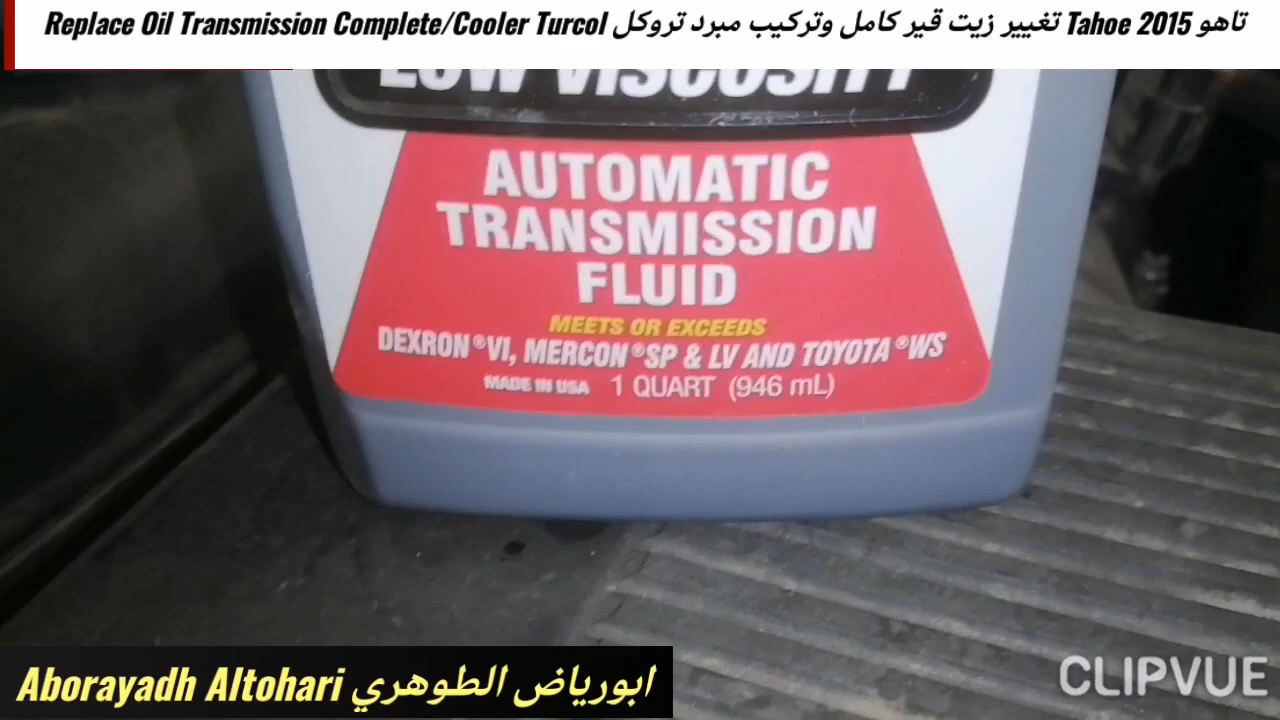 Replace Oil Transmission Complete/Cooler Turcol تغيير زيت قير كامل وتركيب مبرد تروكل Tahoe 2015 تاهو
LOW VISCOSITY
AUTOMATIC
TRANSMISSION
FLUID
MEETS OR EXCEEDS
DEXRON®VI, MERCON®SP & LV AND TOYOTA®WS
MADE IN USA 1 QUART (946 mL)
Aborayadh Altohari ابورياض الطوهري
CLIPVUE